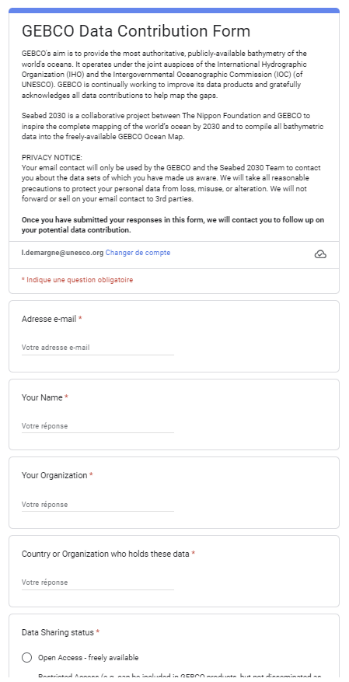 GEBCO Data Contribution Form
GEBCO's aim is to provide the most authoritative, publicly-available bathymetry of the
world's oceans. It operates under the joint auspices of the International Hydrographic
Organization (IHO) and the Intergovernmental Oceanographic Commission (IOC) (of
UNESCO). GEBCO is continually working to improve its data products and gratefully
acknowledges all data contributions to help map the gaps.
Seabed 2030 is a collaborative project between The Nippon Foundation and GEBCO to
inspire the complete mapping of the world's ocean by 2030 and to compile all bathymetric
data into the freely-available GEBCO Ocean Map.
PRIVACY NOTICE:
Your email contact will only be used by the GEBCO and the Seabed 2030 Team to contact
you about the data sets of which you have made us aware. We will take all reasonable
precautions to protect your personal data from loss, misuse, or alteration. We will not
forward or sell on your email contact to 3rd parties.
Once you have submitted your responses in this form, we will contact you to follow up on
your potential data contribution.
l.demargne@unesco.org Changer de compte
* Indique une question obligatoire
Adresse e-mail *
Votre adresse e-mail
Your Name *
Votre réponse
Your Organization *
Votre réponse
Country or Organization who holds these data *
Votre réponse
Data Sharing status *
Open Access - freely available
Restricted Access (e.g. can be included in GEBCO products, but not disseminated as